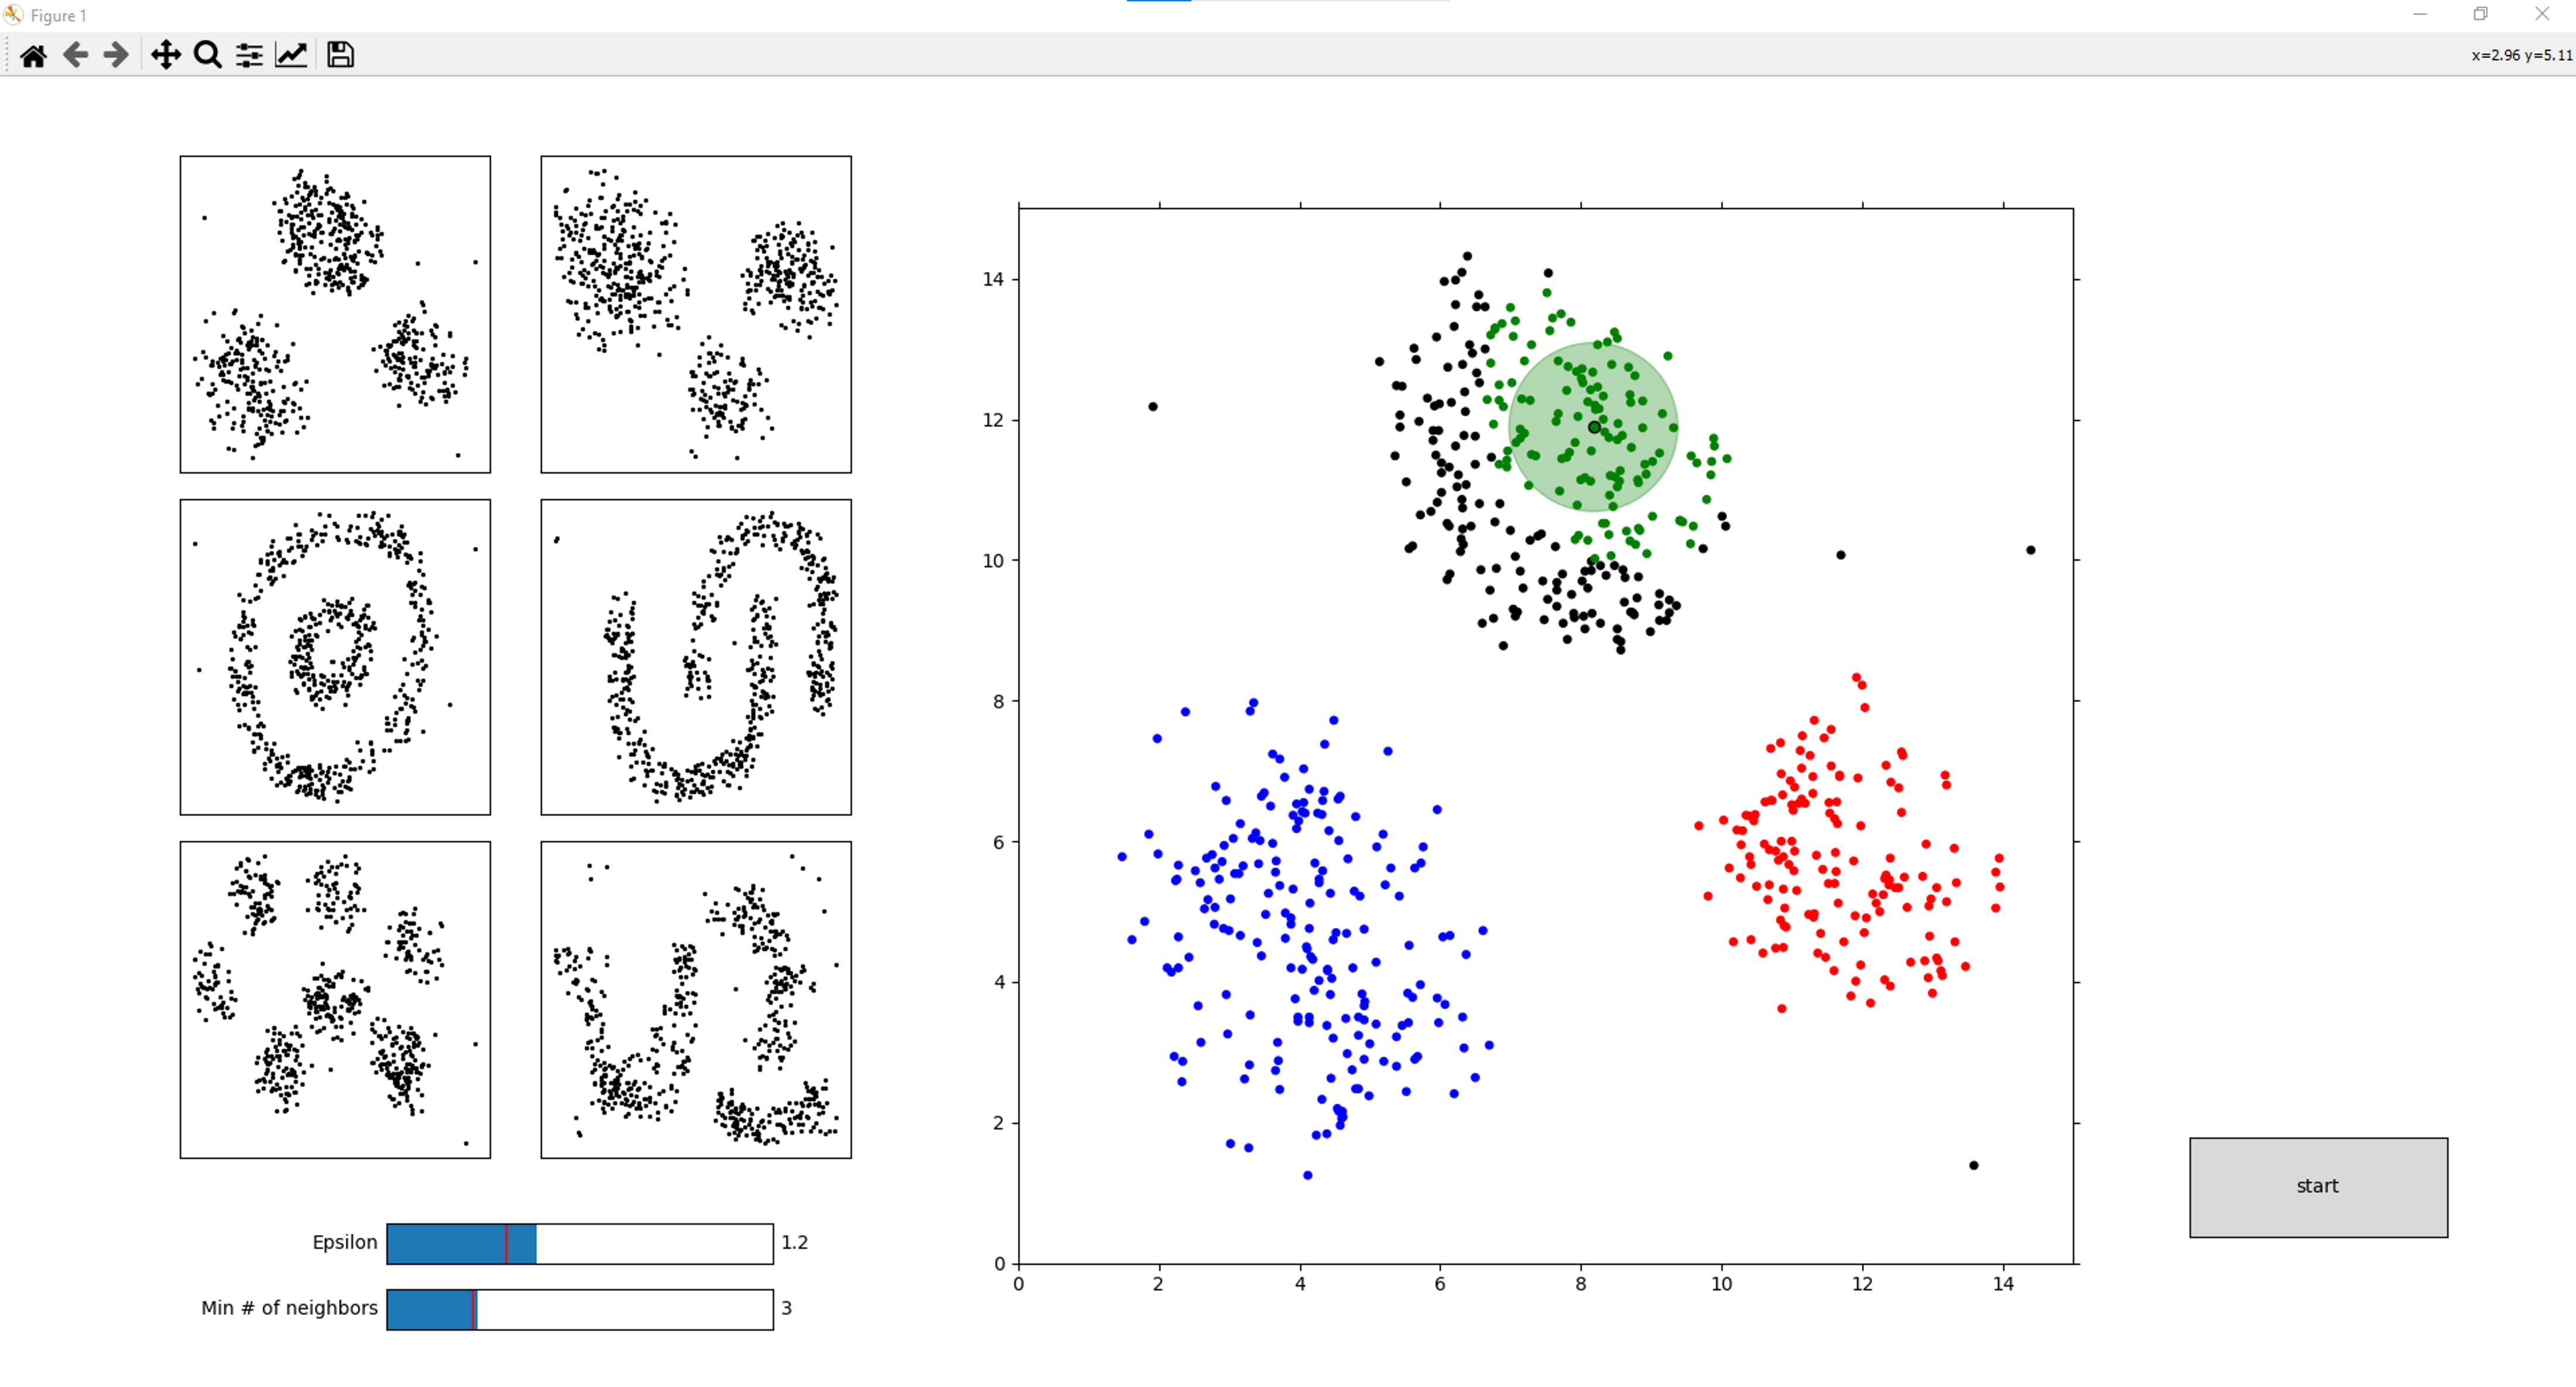 Figure 1
x=2.96 y=5.11
14
12
10
8
6
4
2
0
0 2 4 6 8 10 12 14
start
Epsilon 1.2
Min # of neighbors 3